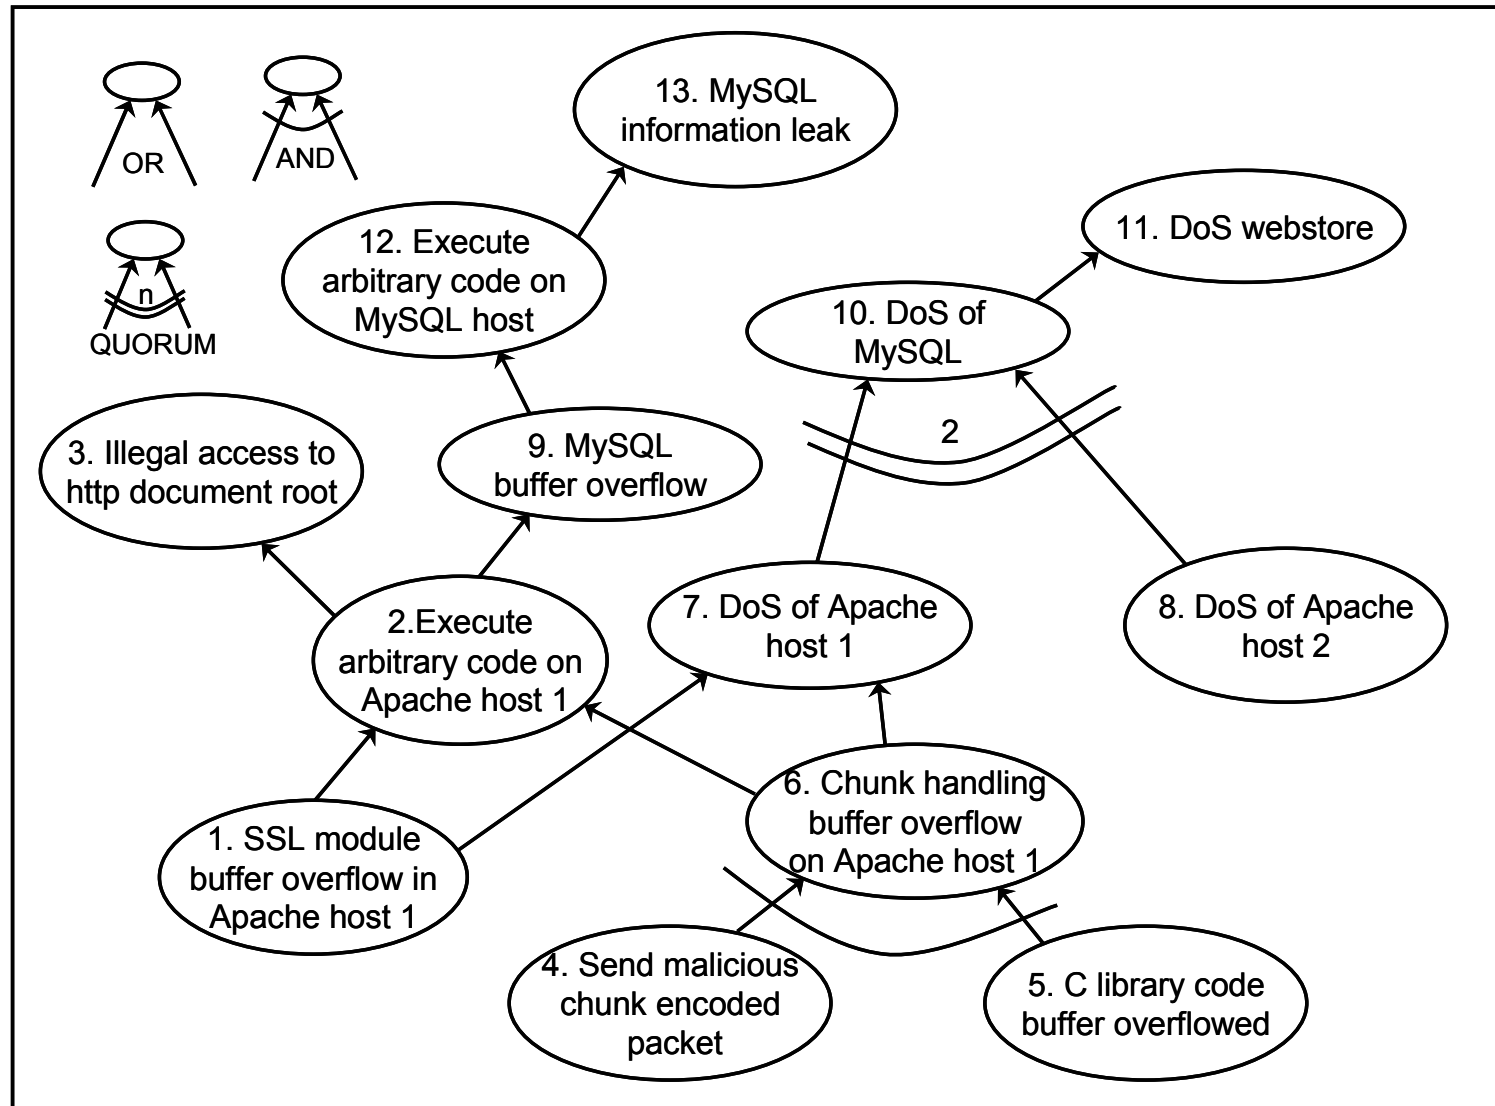 OR
AND
n
QUORUM
13. MySQL
information leak
12. Execute
arbitrary code on
MySQL host
11. DoS webstore
10. DoS of
MySQL
2
3. Illegal access to
http document root
9. MySQL
buffer overflow
2.Execute
arbitrary code on
Apache host 1
7. DoS of Apache
host 1
8. DoS of Apache
host 2
1. SSL module
buffer overflow in
Apache host 1
6. Chunk handling
buffer overflow
on Apache host 1
4. Send malicious
chunk encoded
packet
5. C library code
buffer overflowed